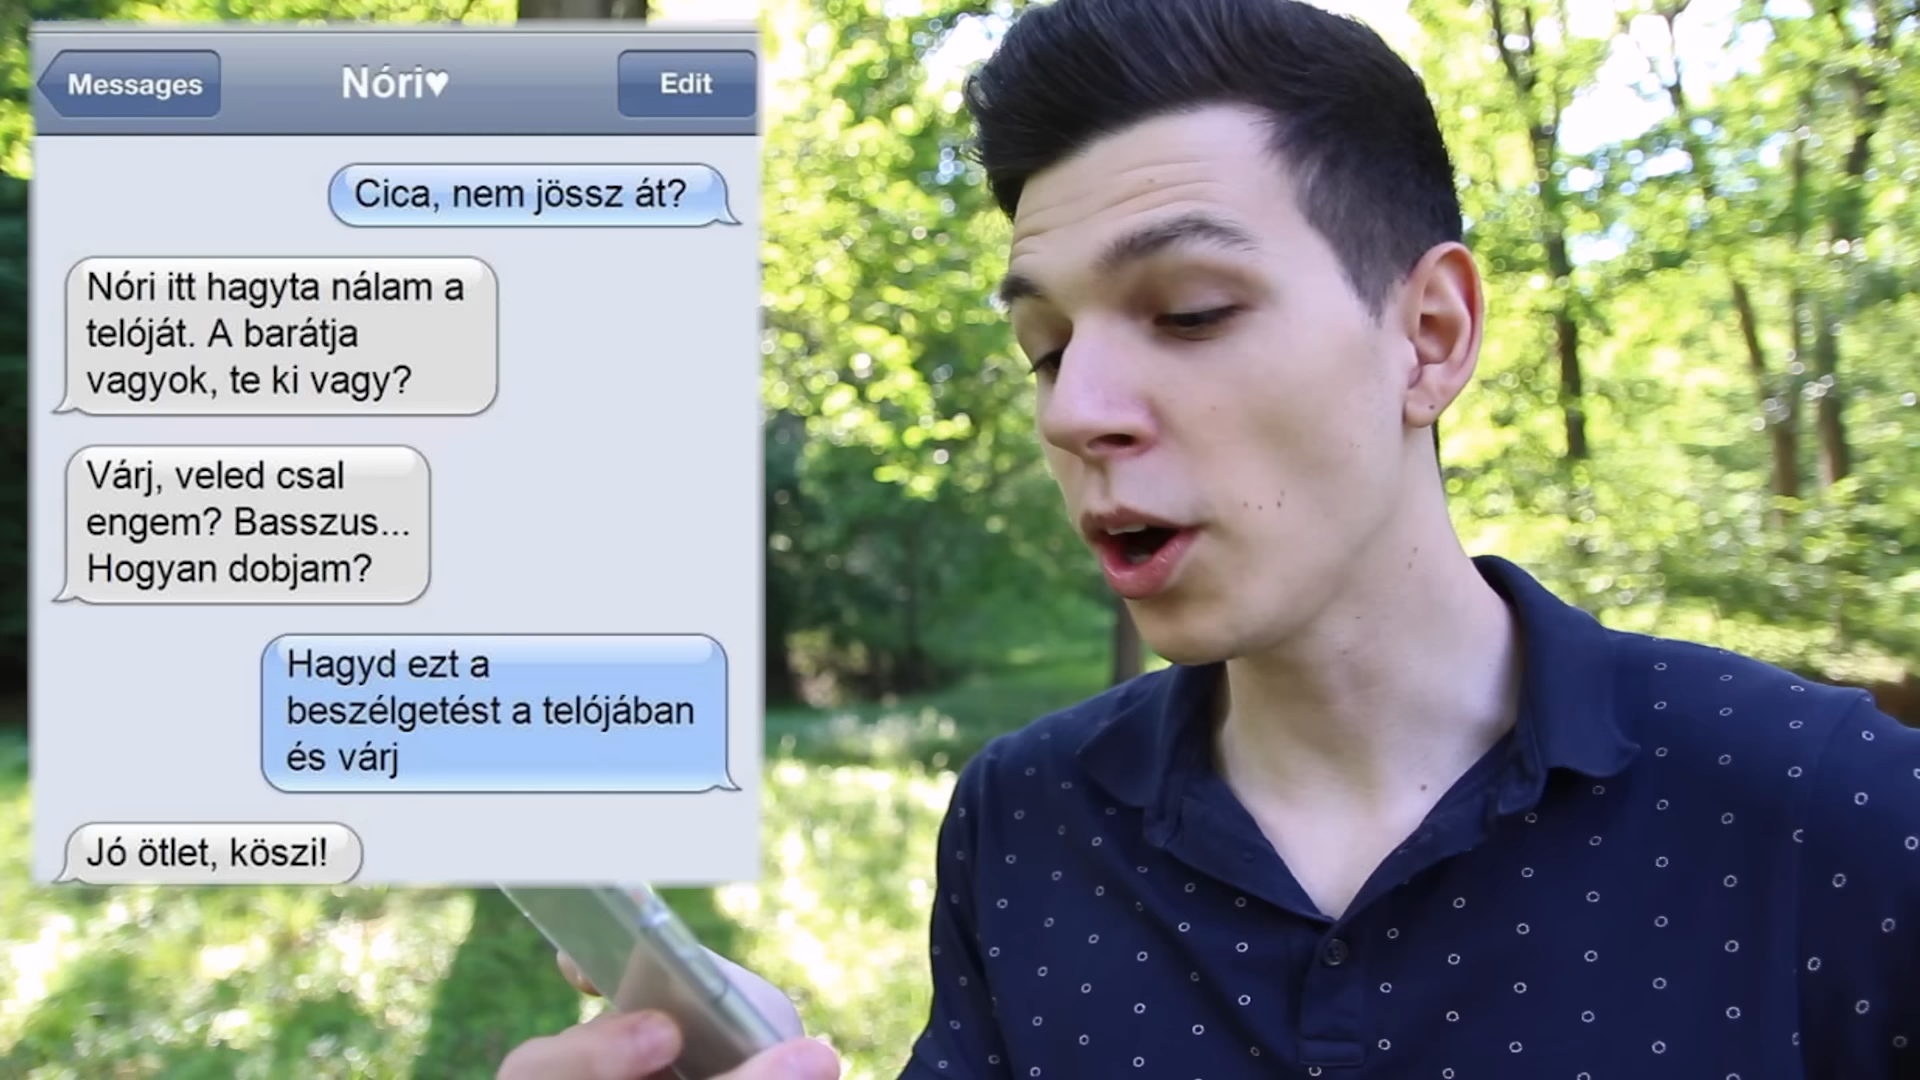 Messages
Nóri♥
Edit
Cica, nem jössz át?
Nóri itt hagyta nálam a
telóját. A barátja
vagyok, te ki vagy?
Várj, veled csal
engem? Basszus...
Hogyan dobjam?
Hagyd ezt a
beszélgetést a telójában
és várj
Jó ötlet, köszi!